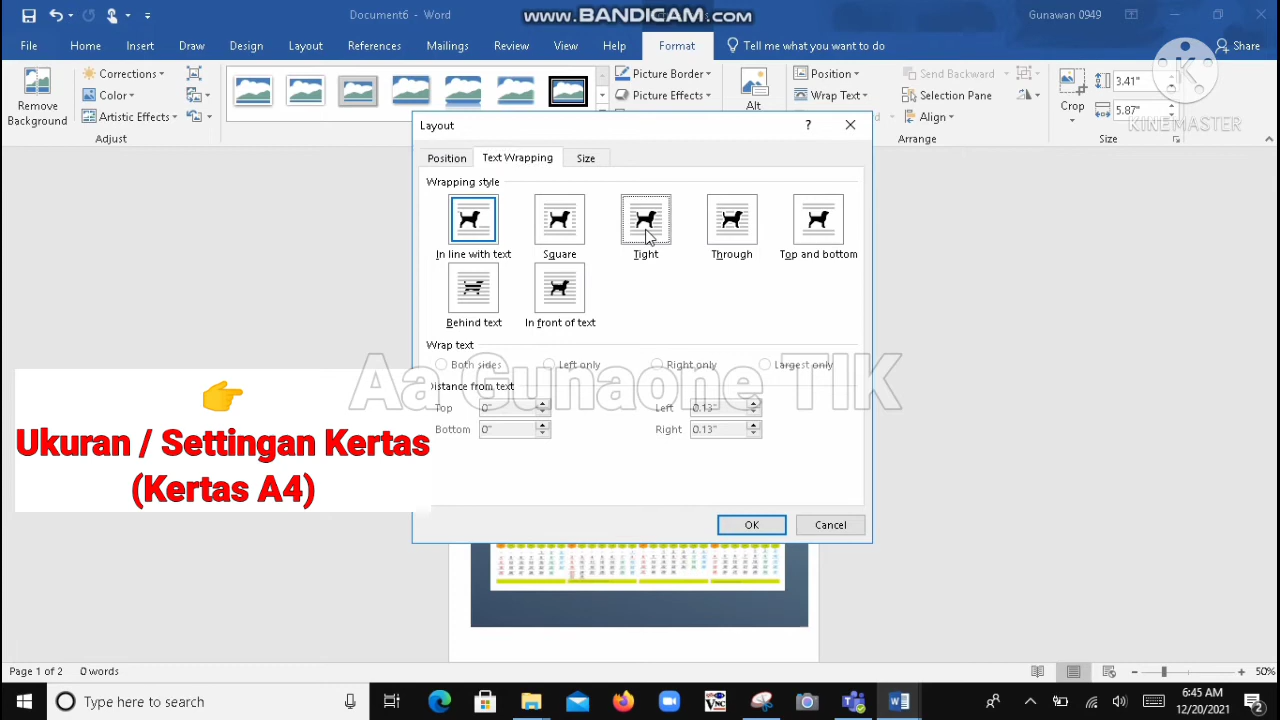 Document6 - Word
www.BANDICAM.com
Gunawan 0949
File Home Insert Draw Design Layout References Mailings Review View Help Format Tell me what you want to do Share
Remove Background
Corrections
Color
Artistic Effects
Adjust
Picture Border
Picture Effects
Alt
Position
Wrap Text
Send Backward
Selection Pane
Align
Arrange
Crop
3.41"
5.87"
Size
K
KINEMASTER
Layout
Position Text Wrapping Size
Wrapping style
In line with text Square Tight Through Top and bottom
Behind text In front of text
Wrap text
Both sides Left only Right only Largest only
Aa Gunaone TIK
Distance from text
Top 0" Left 0.13"
Bottom 0" Right 0.13"
OK Cancel
👉
Ukuran / Settingan Kertas
(Kertas A4)
Page 1 of 2 0 words 50%
Type here to search
VNC
6:45 AM
12/20/2021
2